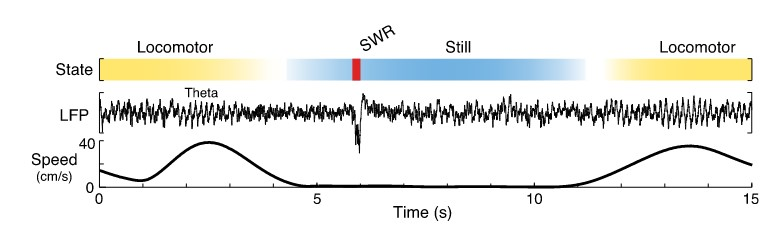 SWR
Locomotor
Still
Locomotor
State
Theta
LFP
40
Speed
(cm/s)
0
0
5
10
15
Time (s)